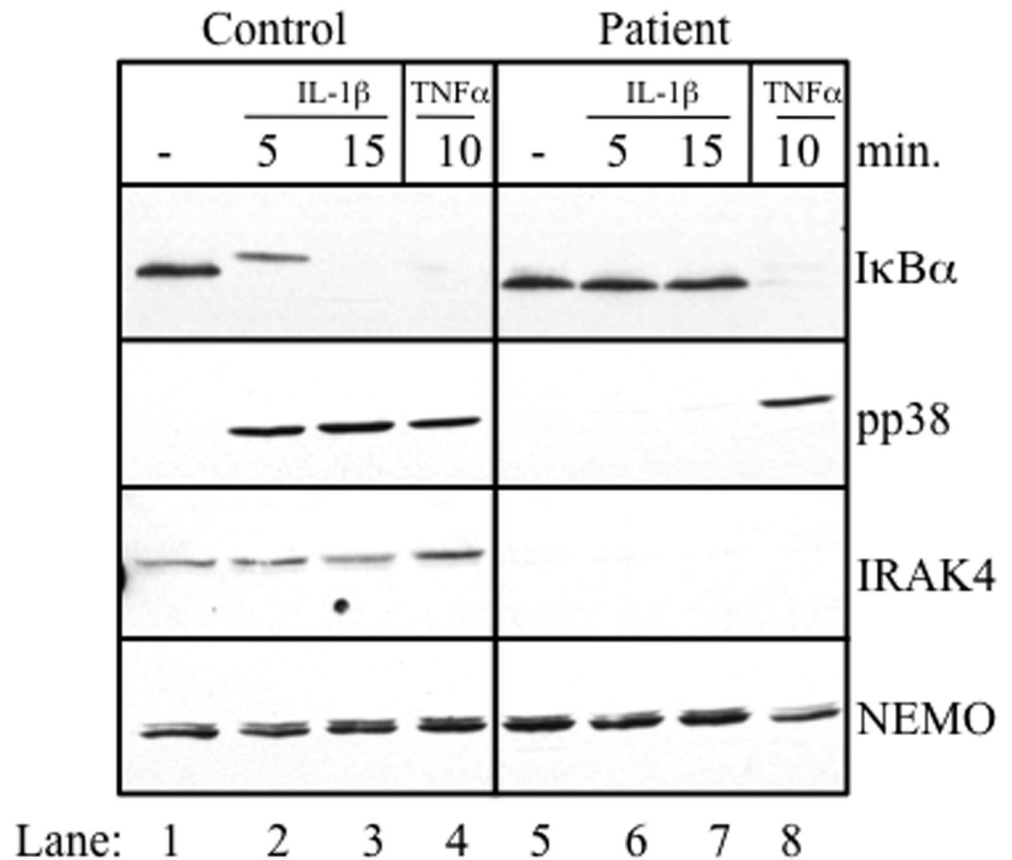 Control Patient
IL-1β TNFα IL-1β TNFα
- 5 15 10 - 5 15 10 min.
IκBα
pp38
IRAK4
NEMO
Lane: 1 2 3 4 5 6 7 8